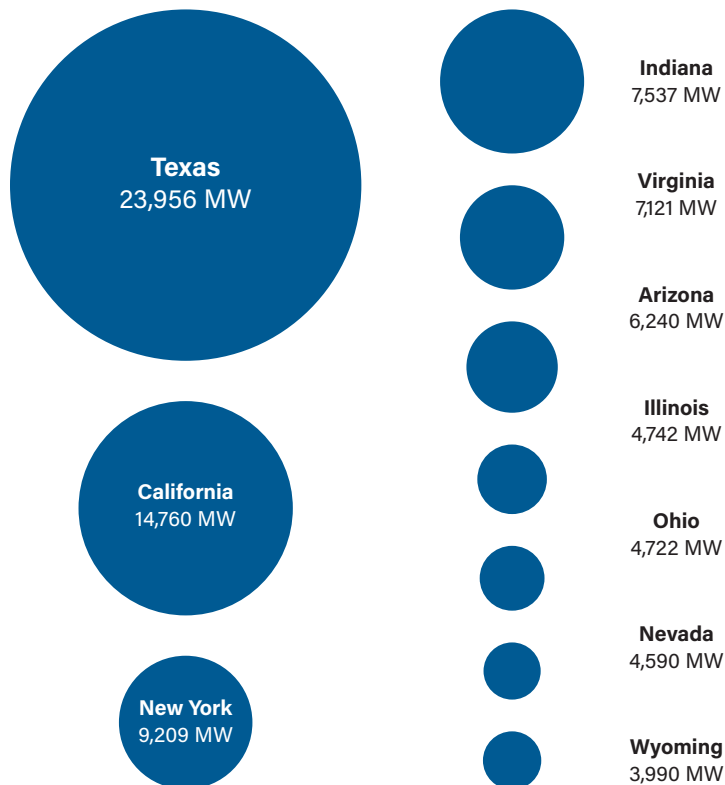 Texas
23,956 MW
California
14,760 MW
New York
9,209 MW
Indiana
7,537 MW
Virginia
7,121 MW
Arizona
6,240 MW
Illinois
4,742 MW
Ohio
4,722 MW
Nevada
4,590 MW
Wyoming
3,990 MW